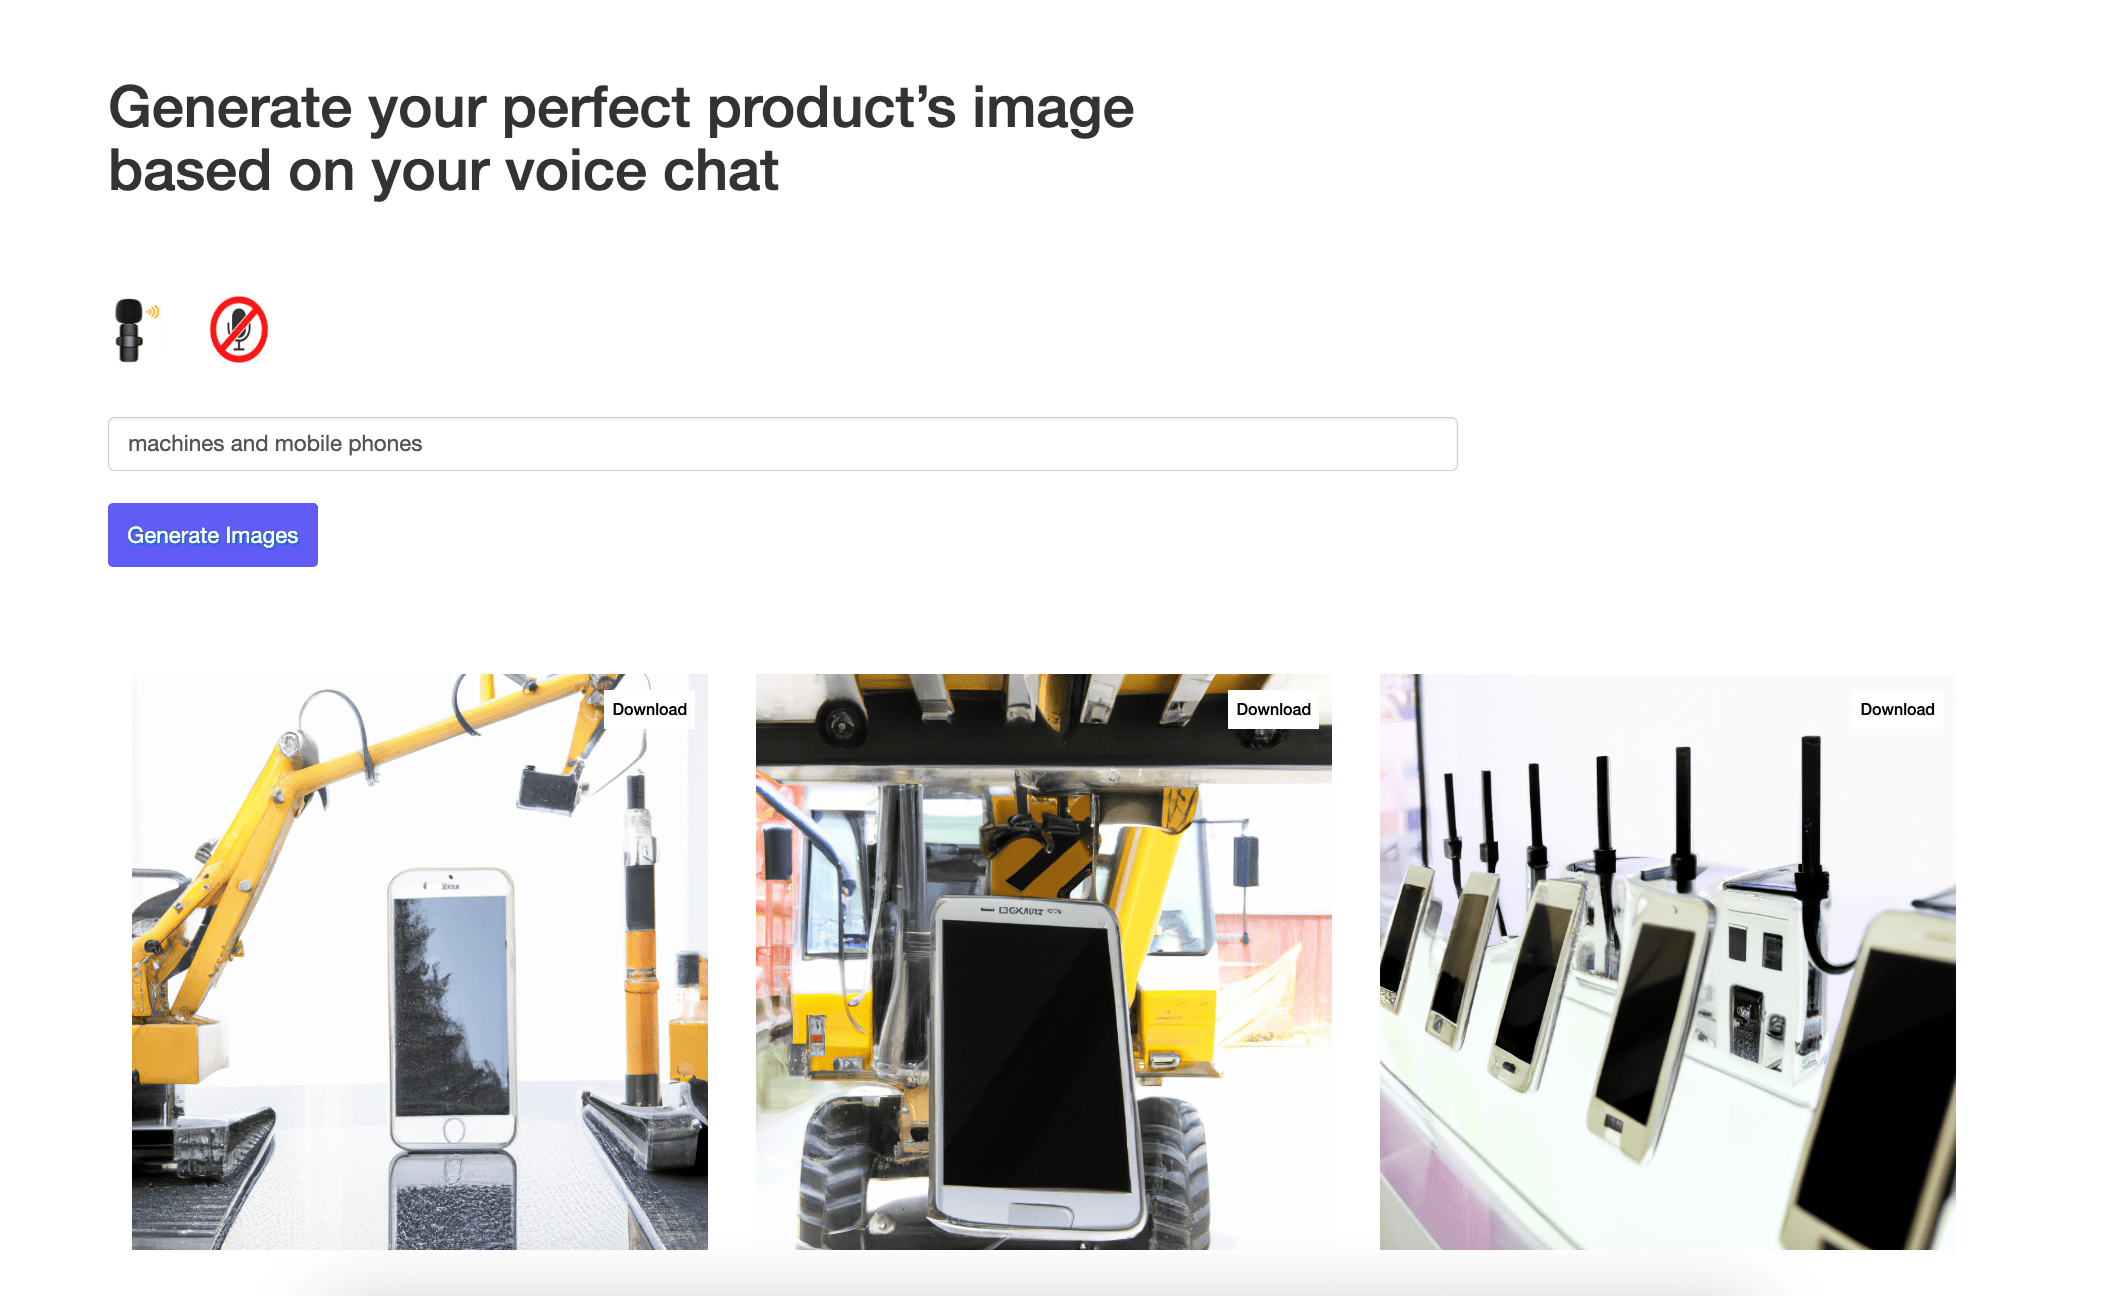 Generate your perfect product’s image
based on your voice chat
machines and mobile phones
Generate Images
Download
Download
Download